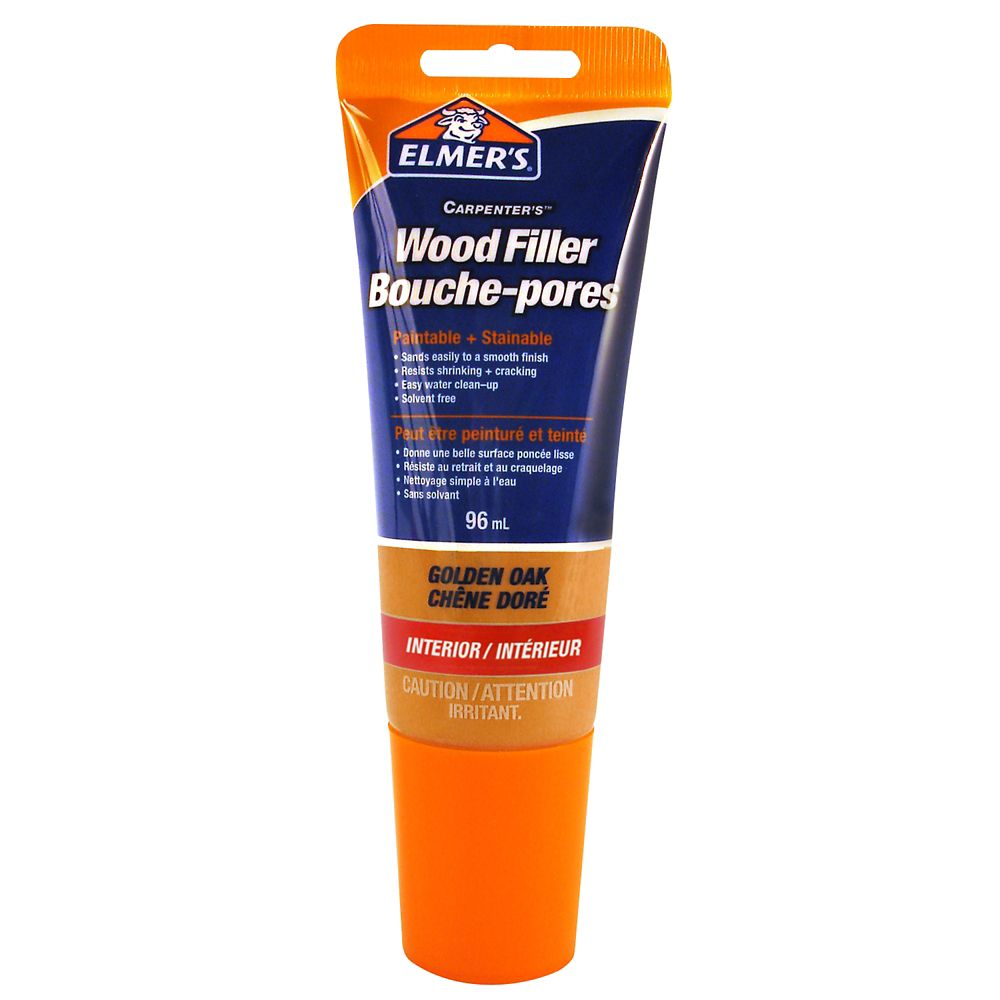 ELMER'S
CARPENTER'S™
Wood Filler
Bouche-pores
Paintable + Stainable
• Sands easily to a smooth finish
• Resists shrinking + cracking
• Easy water clean–up
• Solvent free
Peut être peinturé et teinté
• Donne une belle surface poncée lisse
• Résiste au retrait et au craquelage
• Nettoyage simple à l'eau
• Sans solvant
96 mL
GOLDEN OAK
CHÊNE DORÉ
INTERIOR / INTÉRIEUR
CAUTION / ATTENTION
IRRITANT.